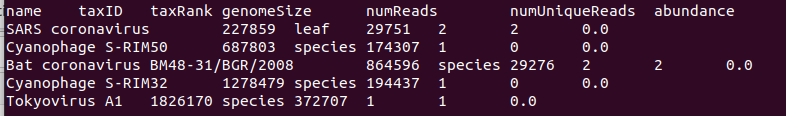 name taxID taxRank genomeSize numReads numUniqueReads abundance
SARS coronavirus 227859 leaf 29751 2 2 0.0
Cyanophage S-RIM50 687803 species 174307 1 0 0.0
Bat coronavirus BM48-31/BGR/2008 864596 species 29276 2 2 0.0
Cyanophage S-RIM32 1278479 species 194437 1 0 0.0
Tokyovirus A1 1826170 species 372707 1 1 0.0